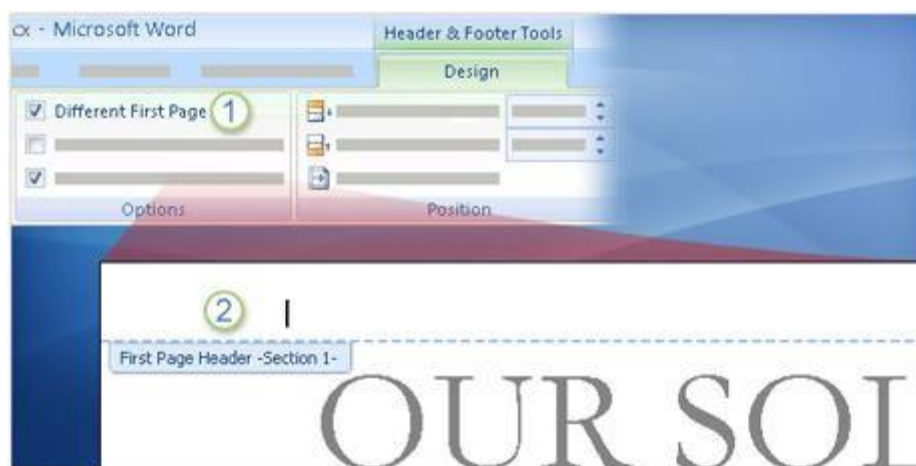 - Microsoft Word
Header & Footer Tools
Design
Different First Page 1
Options
Position
2
First Page Header -Section 1-
OUR SOL